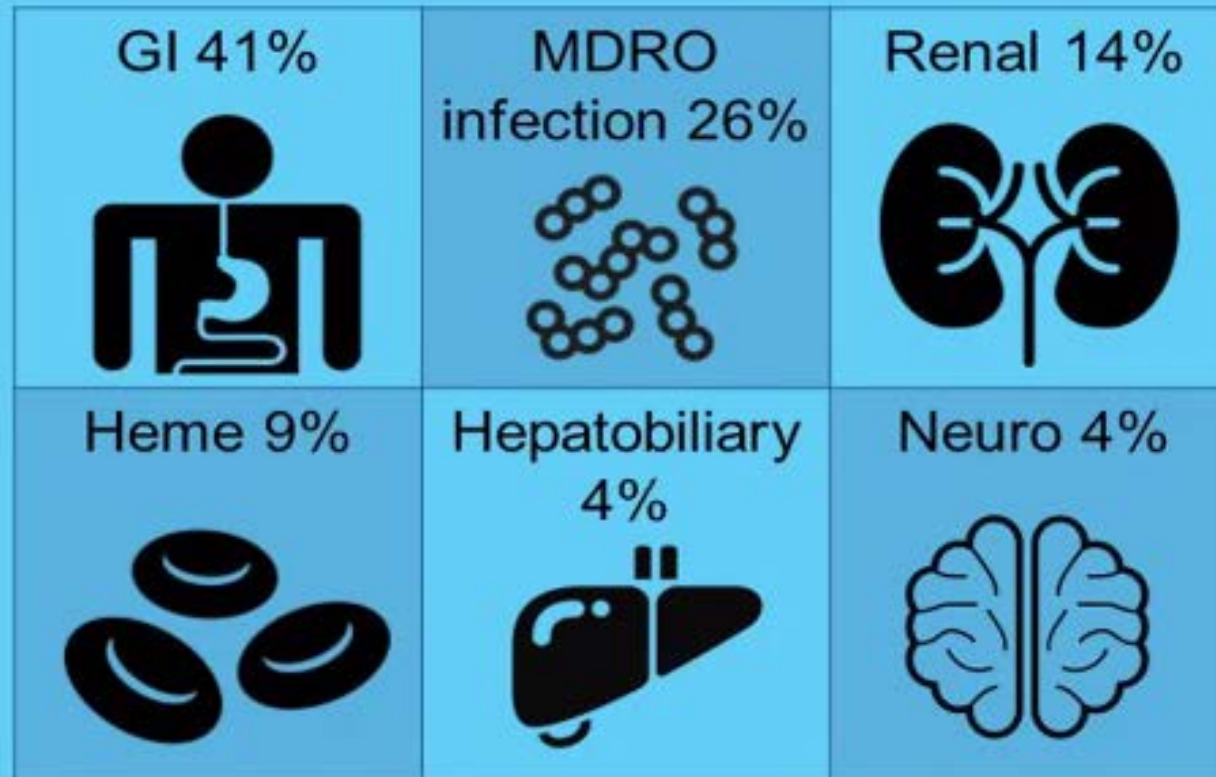 GI 41%
MDRO
infection 26%
Renal 14%
Heme 9%
Hepatobiliary
4%
Neuro 4%